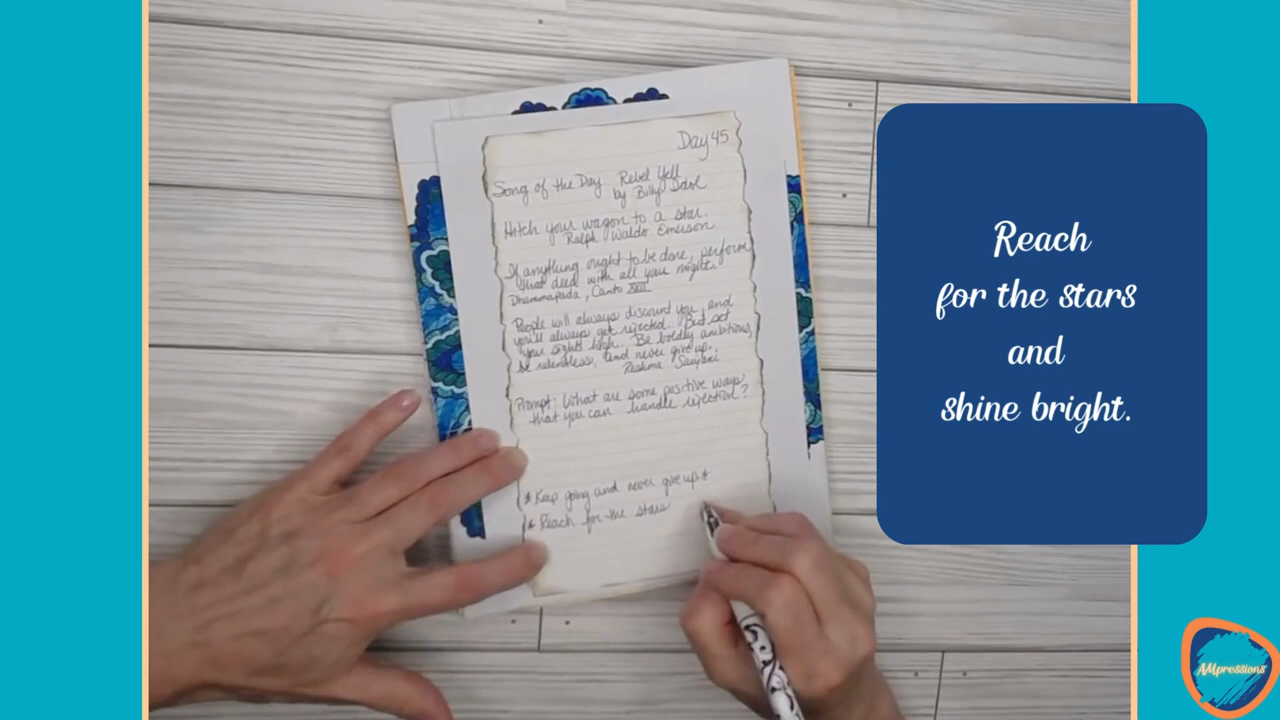 Day 45
Song of the Day Rebel Yell
by Billy Idol
Hitch your wagon to a star.
Ralph Waldo Emerson
If anything ought to be done, perform
that deed with all your might.
Dhammapada, Canto
People will always discount you, and
you'll always get rejected. But set
your sights high. Be boldly ambitious,
be relentless, and never give up.
Reshma Saujani
Prompt: What are some positive ways
that you can handle rejection?
* Keep going and never give up *
* Reach for the stars
Reach
for the stars
and
shine bright.
AMpressions